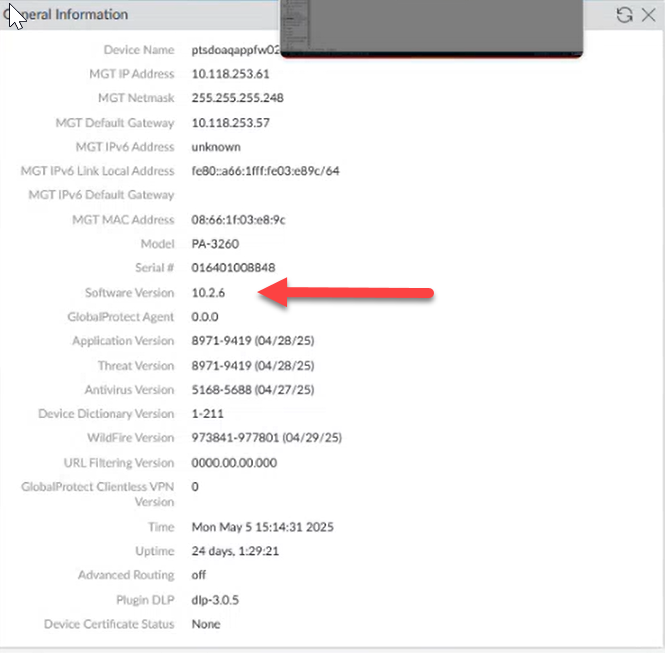 General Information
Device Name ptsdoaqappfw02
MGT IP Address 10.118.253.61
MGT Netmask 255.255.255.248
MGT Default Gateway 10.118.253.57
MGT IPv6 Address unknown
MGT IPv6 Link Local Address fe80::a66:1fff:fe03:e89c/64
MGT IPv6 Default Gateway
MGT MAC Address 08:66:1f:03:e8:9c
Model PA-3260
Serial # 016401008848
Software Version 10.2.6
GlobalProtect Agent 0.0.0
Application Version 8971-9419 (04/28/25)
Threat Version 8971-9419 (04/28/25)
Antivirus Version 5168-5688 (04/27/25)
Device Dictionary Version 1-211
WildFire Version 973841-977801 (04/29/25)
URL Filtering Version 0000.00.00.000
GlobalProtect Clientless VPN 0
Version
Time Mon May 5 15:14:31 2025
Uptime 24 days, 1:29:21
Advanced Routing off
Plugin DLP dlp-3.0.5
Device Certificate Status None